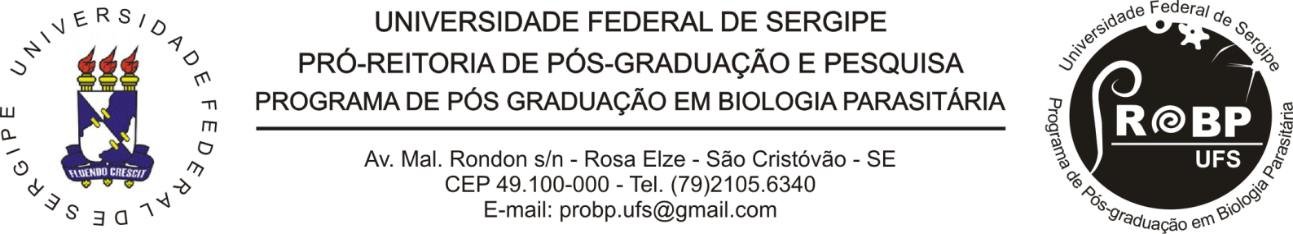 UNIVERSIDADE FEDERAL DE SERGIPE
FLUENDO CRESCIT
UNIVERSIDADE FEDERAL DE SERGIPE
PRÓ-REITORIA DE PÓS-GRADUAÇÃO E PESQUISA
PROGRAMA DE PÓS GRADUAÇÃO EM BIOLOGIA PARASITÁRIA
Av. Mal. Rondon s/n - Rosa Elze - São Cristóvão - SE
CEP 49.100-000 - Tel. (79)2105.6340
E-mail: probp.ufs@gmail.com
Universidade Federal de Sergipe
PROBP
UFS
Programa de Pós-graduação em Biologia Parasitária